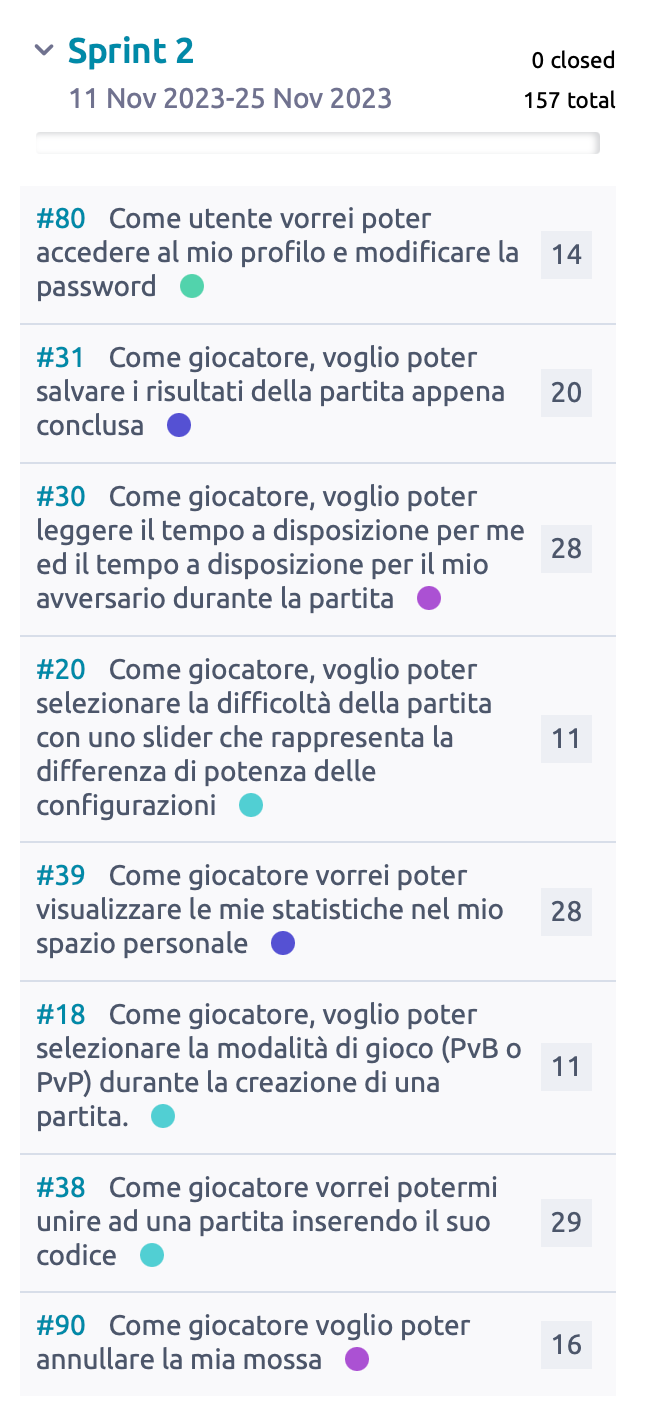 Sprint 2
0 closed
11 Nov 2023-25 Nov 2023
157 total
#80 Come utente vorrei poter
accedere al mio profilo e modificare la
password
14
#31 Come giocatore, voglio poter
salvare i risultati della partita appena
conclusa
20
#30 Come giocatore, voglio poter
leggere il tempo a disposizione per me
ed il tempo a disposizione per il mio
avversario durante la partita
28
#20 Come giocatore, voglio poter
selezionare la difficoltà della partita
con uno slider che rappresenta la
differenza di potenza delle
configurazioni
11
#39 Come giocatore vorrei poter
visualizzare le mie statistiche nel mio
spazio personale
28
#18 Come giocatore, voglio poter
selezionare la modalità di gioco (PvB o
PvP) durante la creazione di una
partita.
11
#38 Come giocatore vorrei potermi
unire ad una partita inserendo il suo
codice
29
#90 Come giocatore voglio poter
annullare la mia mossa
16